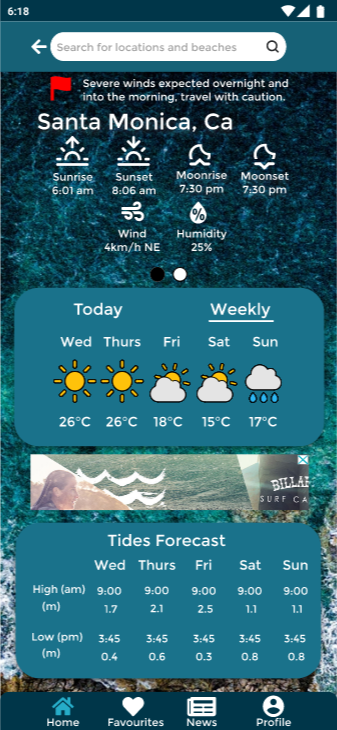 6:18
Search for locations and beaches
Severe winds expected overnight and
into the morning, travel with caution.
Santa Monica, Ca
Sunrise Sunset Moonrise Moonset
6:01 am 8:06 am 7:30 pm 7:30 pm
Wind Humidity
4km/h NE 25%
Today Weekly
Wed Thurs Fri Sat Sun
26°C 26°C 18°C 15°C 17°C
SURF CA
Tides Forecast
Wed Thurs Fri Sat Sun
High (am) 9:00 9:00 9:00 9:00 9:00
(m) 1.7 2.1 2.5 1.1 1.1
Low (pm) 3:45 3:45 3:45 3:45 3:45
(m) 0.4 0.6 0.3 0.8 0.8
Home Favourites News Profile